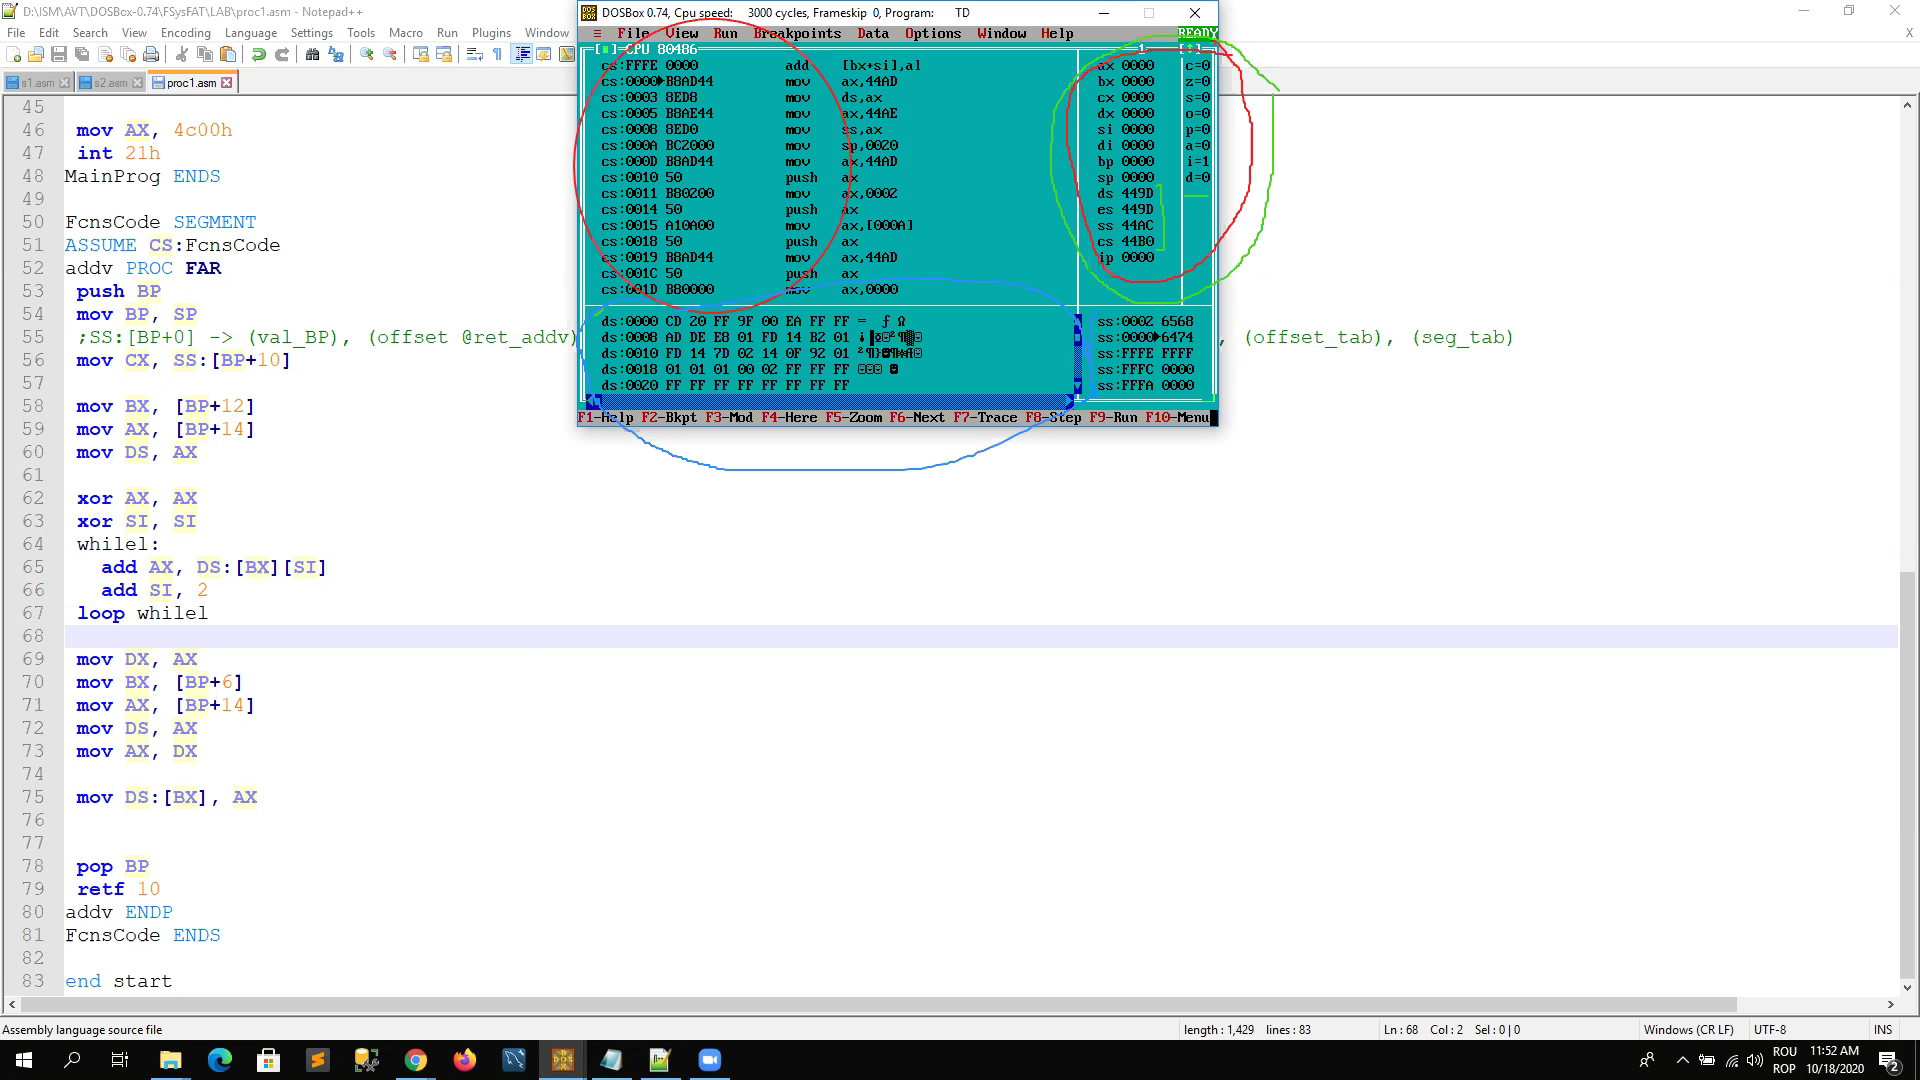 D:\ISM\AVT\DOSBox-0.74\FSysFAT\LAB\proc1.asm - Notepad++
File Edit Search View Encoding Language Settings Tools Macro Run Plugins Window
X
s1.asm s2.asm proc1.asm
45
46 mov AX, 4c00h
47 int 21h
48 MainProg ENDS
49
50 FcnsCode SEGMENT
51 ASSUME CS:FcnsCode
52 addv PROC FAR
53 push BP
54 mov BP, SP
55 ;SS:[BP+0] -> (val_BP), (offset @ret_addv) , (offset_tab), (seg_tab)
56 mov CX, SS:[BP+10]
57
58 mov BX, [BP+12]
59 mov AX, [BP+14]
60 mov DS, AX
61
62 xor AX, AX
63 xor SI, SI
64 whilel:
65 add AX, DS:[BX][SI]
66 add SI, 2
67 loop whilel
68
69 mov DX, AX
70 mov BX, [BP+6]
71 mov AX, [BP+14]
72 mov DS, AX
73 mov AX, DX
74
75 mov DS:[BX], AX
76
77
78 pop BP
79 retf 10
80 addv ENDP
81 FcnsCode ENDS
82
83 end start
DOSBox 0.74, Cpu speed: 3000 cycles, Frameskip 0, Program: TD
≡ File View Run Breakpoints Data Options Window Help READY
CPU 80486 1
cs:FFFE 0000 add [bx+si],al
cs:0000►B8AD44 mov ax,44AD
cs:0003 8ED8 mov ds,ax
cs:0005 B8AE44 mov ax,44AE
cs:0008 8ED0 mov ss,ax
cs:000A BC2000 mov sp,0020
cs:000D B8AD44 mov ax,44AD
cs:0010 50 push ax
cs:0011 B80200 mov ax,0002
cs:0014 50 push ax
cs:0015 A10A00 mov ax,[000A]
cs:0018 50 push ax
cs:0019 B8AD44 mov ax,44AD
cs:001C 50 push ax
cs:001D B80000 mov ax,0000
ax 0000 c=0
bx 0000 z=0
cx 0000 s=0
dx 0000 o=0
si 0000 p=0
di 0000 a=0
bp 0000 i=1
sp 0000 d=0
ds 449D
es 449D
ss 44AC
cs 44B0
ip 0000
ds:0000 CD 20 FF 9F 00 EA FF FF = ƒ Ω
ds:0008 AD DE E8 01 FD 14 B2 01
ds:0010 FD 14 7D 02 14 0F 92 01
ds:0018 01 01 01 00 02 FF FF FF
ds:0020 FF FF FF FF FF FF FF FF
ss:0002 6568
ss:0000►6474
ss:FFFE FFFF
ss:FFFC 0000
ss:FFFA 0000
F1-Help F2-Bkpt F3-Mod F4-Here F5-Zoom F6-Next F7-Trace F8-Step F9-Run F10-Menu
Assembly language source file length : 1,429 lines : 83 Ln : 68 Col : 2 Sel : 0 | 0 Windows (CR LF) UTF-8 INS
ROU
ROP
11:52 AM
10/18/2020
2